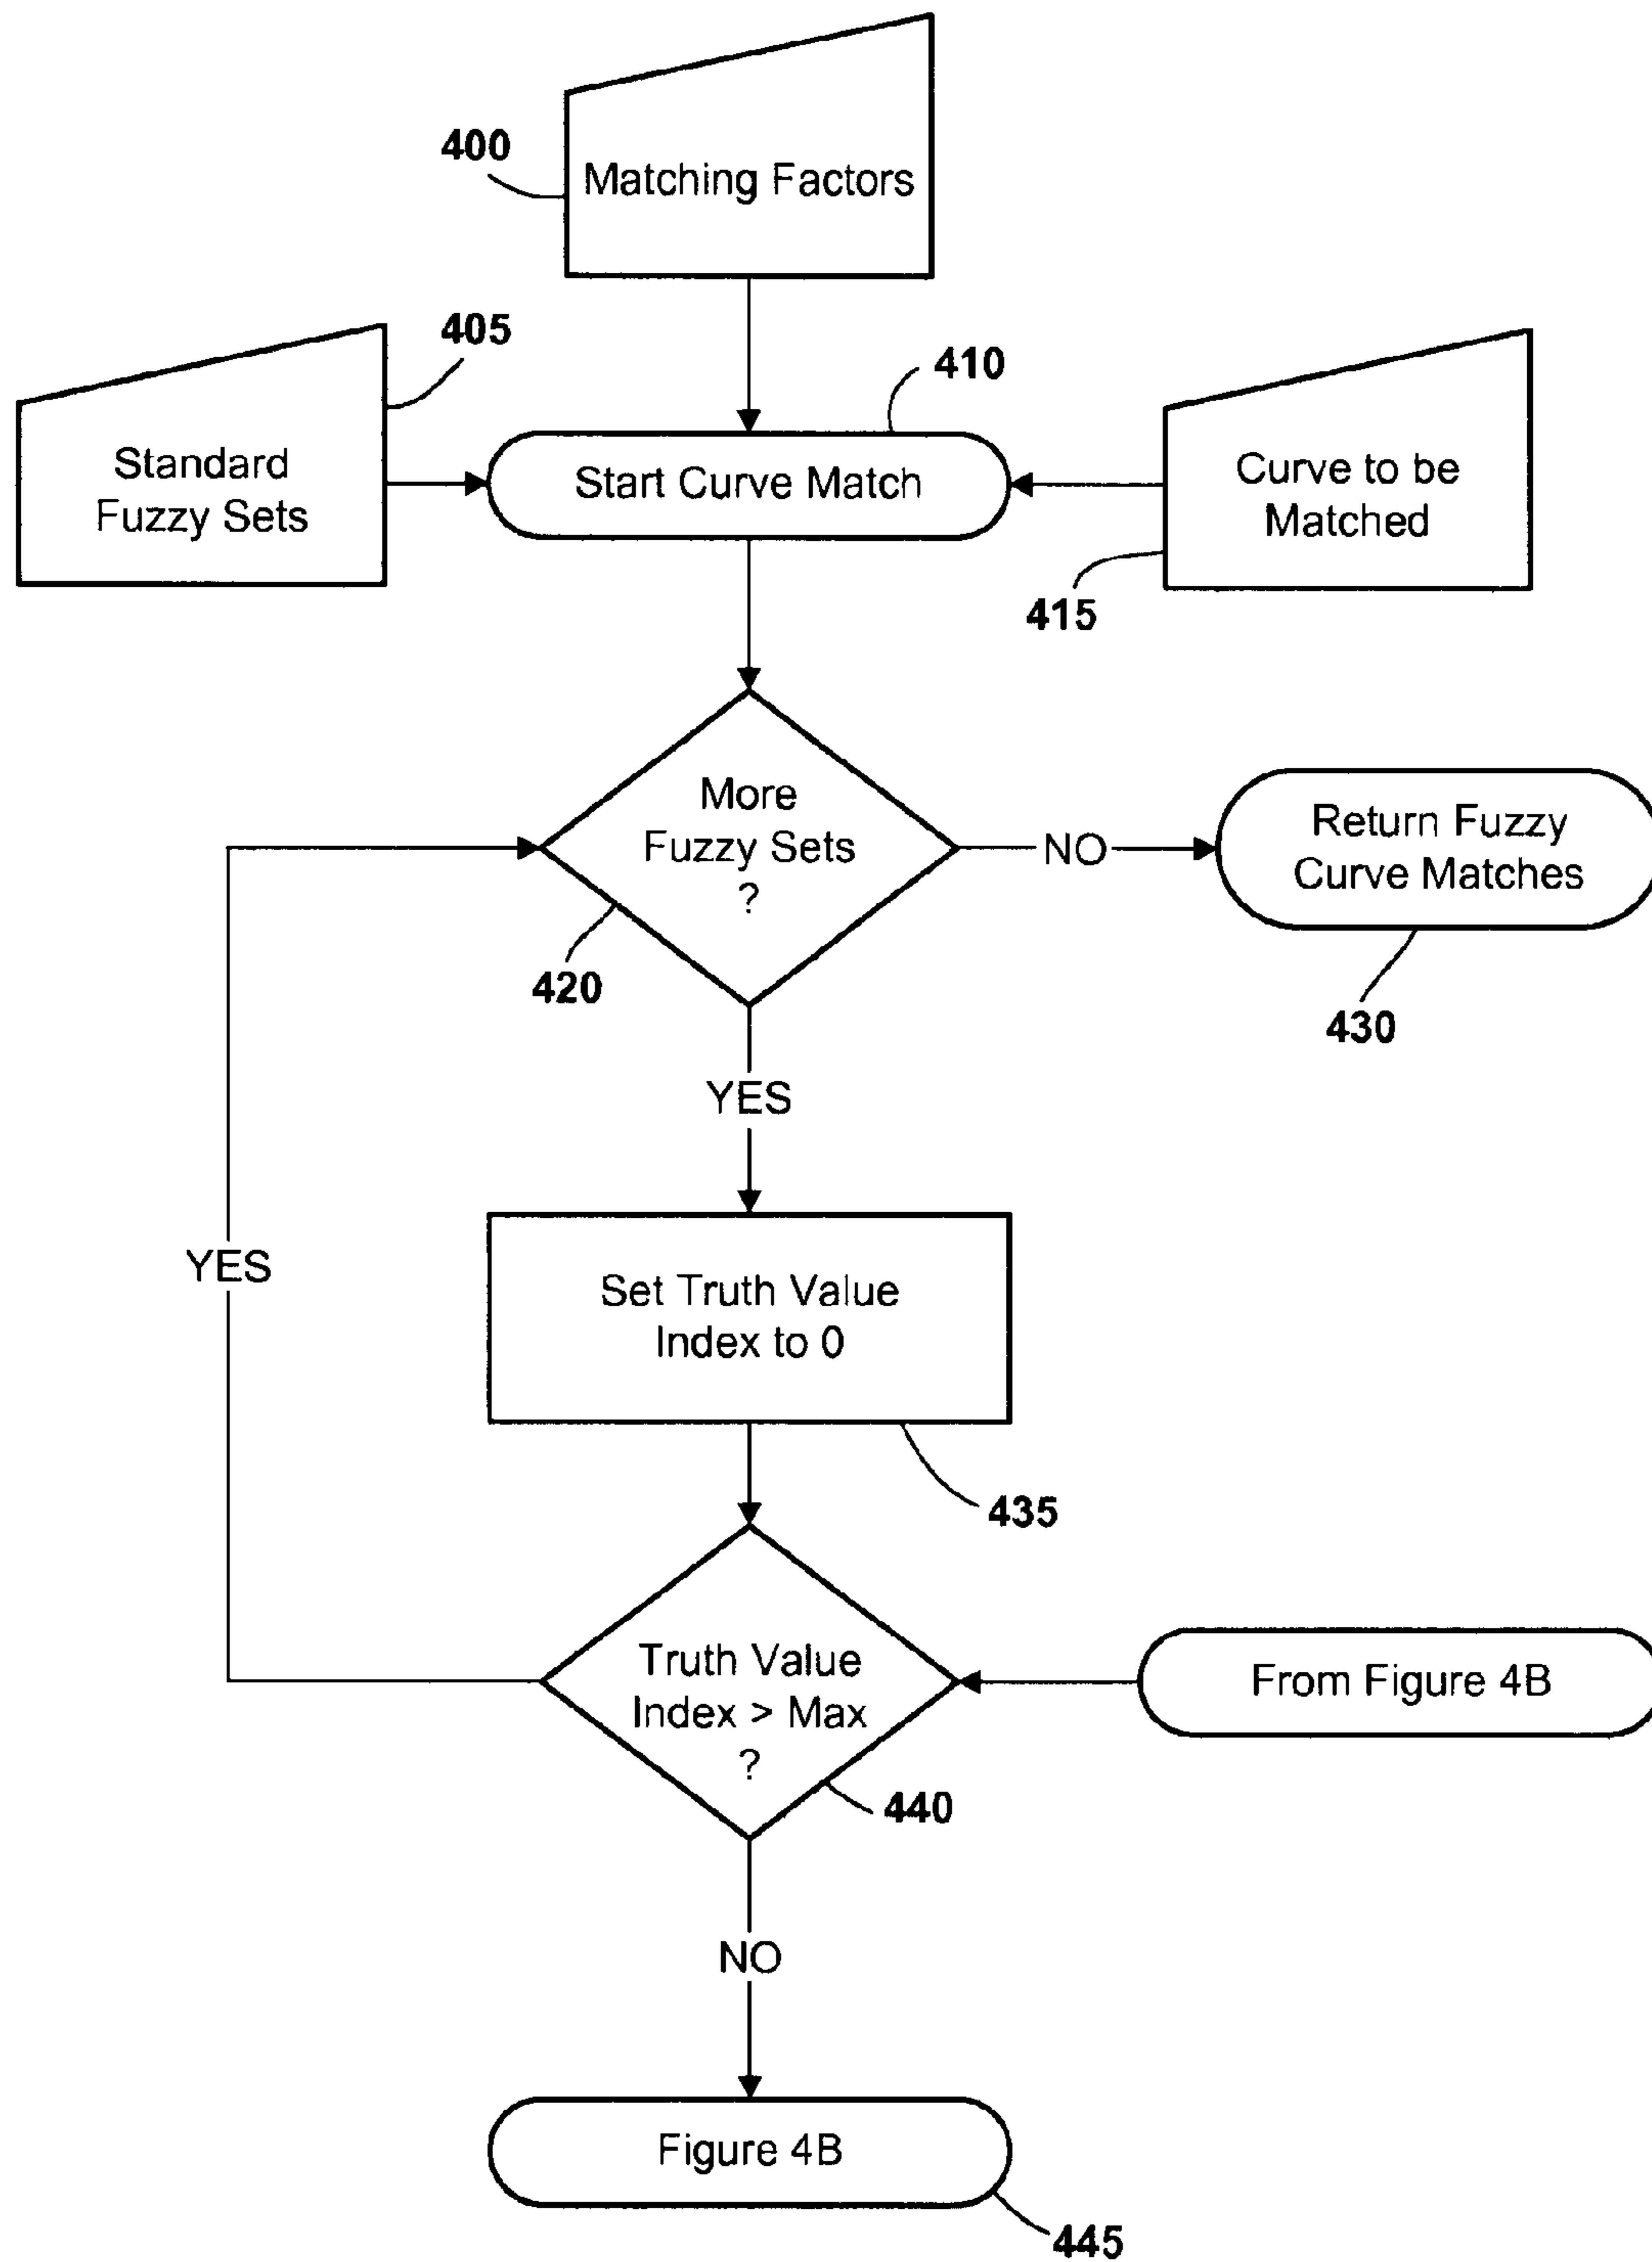 400
Matching Factors
405
Standard
Fuzzy Sets
410
Start Curve Match
Curve to be
Matched
415
More
Fuzzy Sets
?
420
NO
Return Fuzzy
Curve Matches
430
YES
YES
Set Truth Value
Index to 0
435
Truth Value
Index > Max
?
440
From Figure 4B
NO
Figure 4B
445